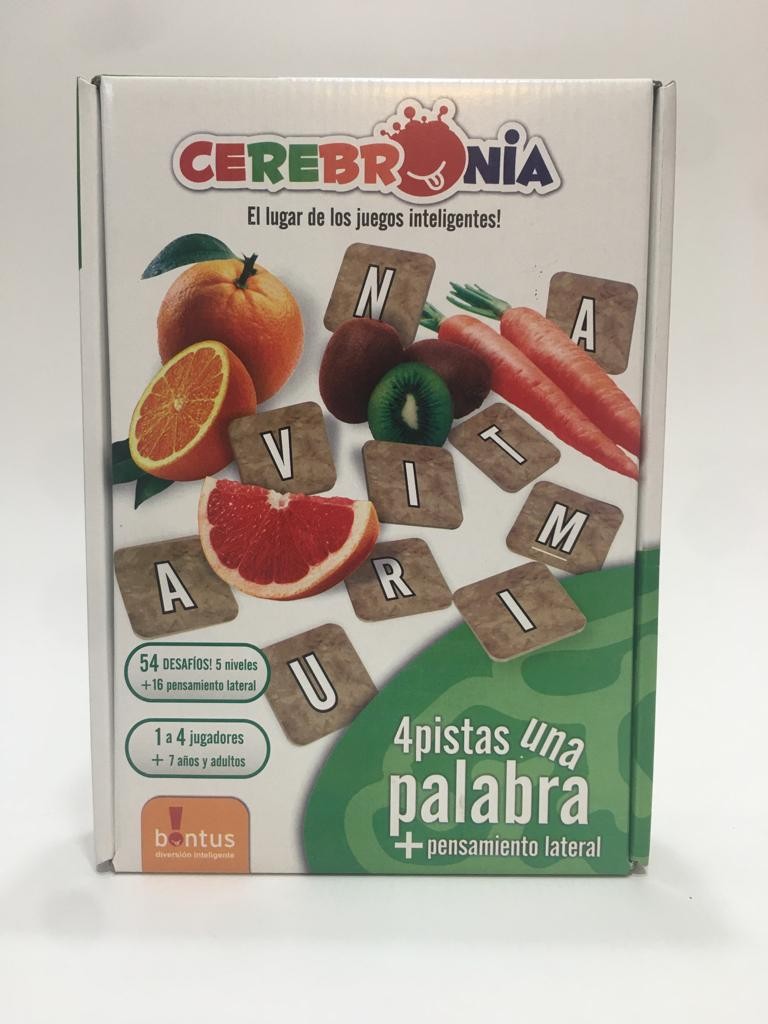 CEREBRONIA
El lugar de los juegos inteligentes!
N
A
V
I
T
M
A
R
I
U
54 DESAFÍOS! 5 niveles
+16 pensamiento lateral
1 a 4 jugadores
+ 7 años y adultos
bontus
diversión inteligente
4pistas una
palabra
+ pensamiento lateral